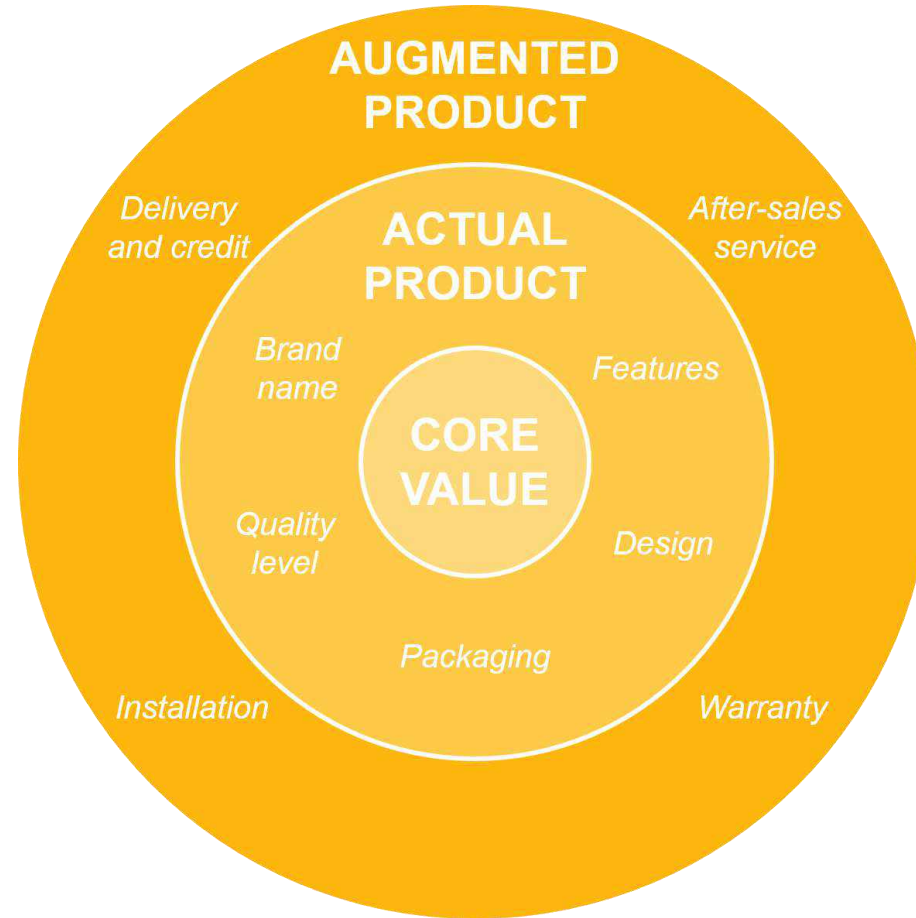 AUGMENTED
PRODUCT
Delivery
and credit
After-sales
service
ACTUAL
PRODUCT
Brand
name
Features
CORE
VALUE
Quality
level
Design
Packaging
Installation
Warranty